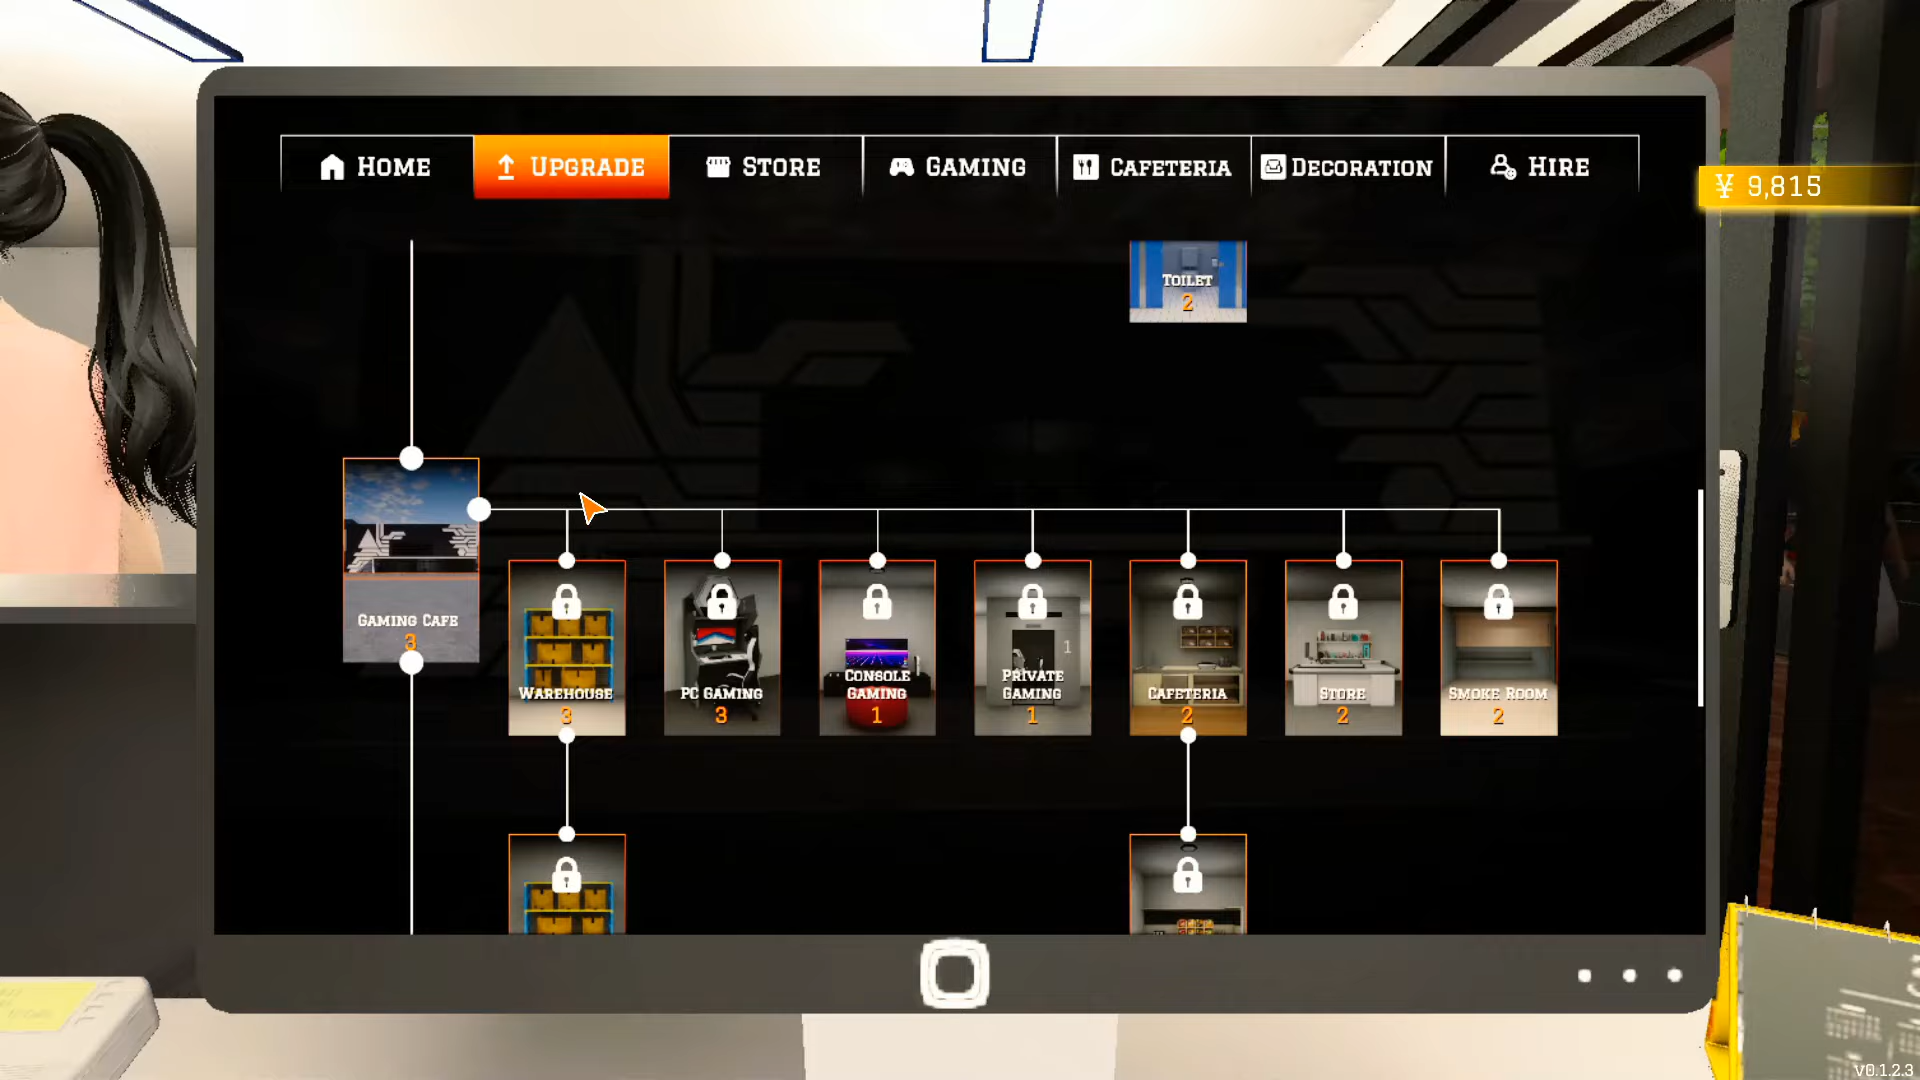 HOME
UPGRADE
STORE
GAMING
CAFETERIA
DECORATION
HIRE
¥ 9,815
TOILET
2
GAMING CAFE
3
WAREHOUSE
3
PC GAMING
3
CONSOLE
GAMING
1
1
PRIVATE
GAMING
1
CAFETERIA
2
STORE
2
SMOKE ROOM
2
V0.1.2.3